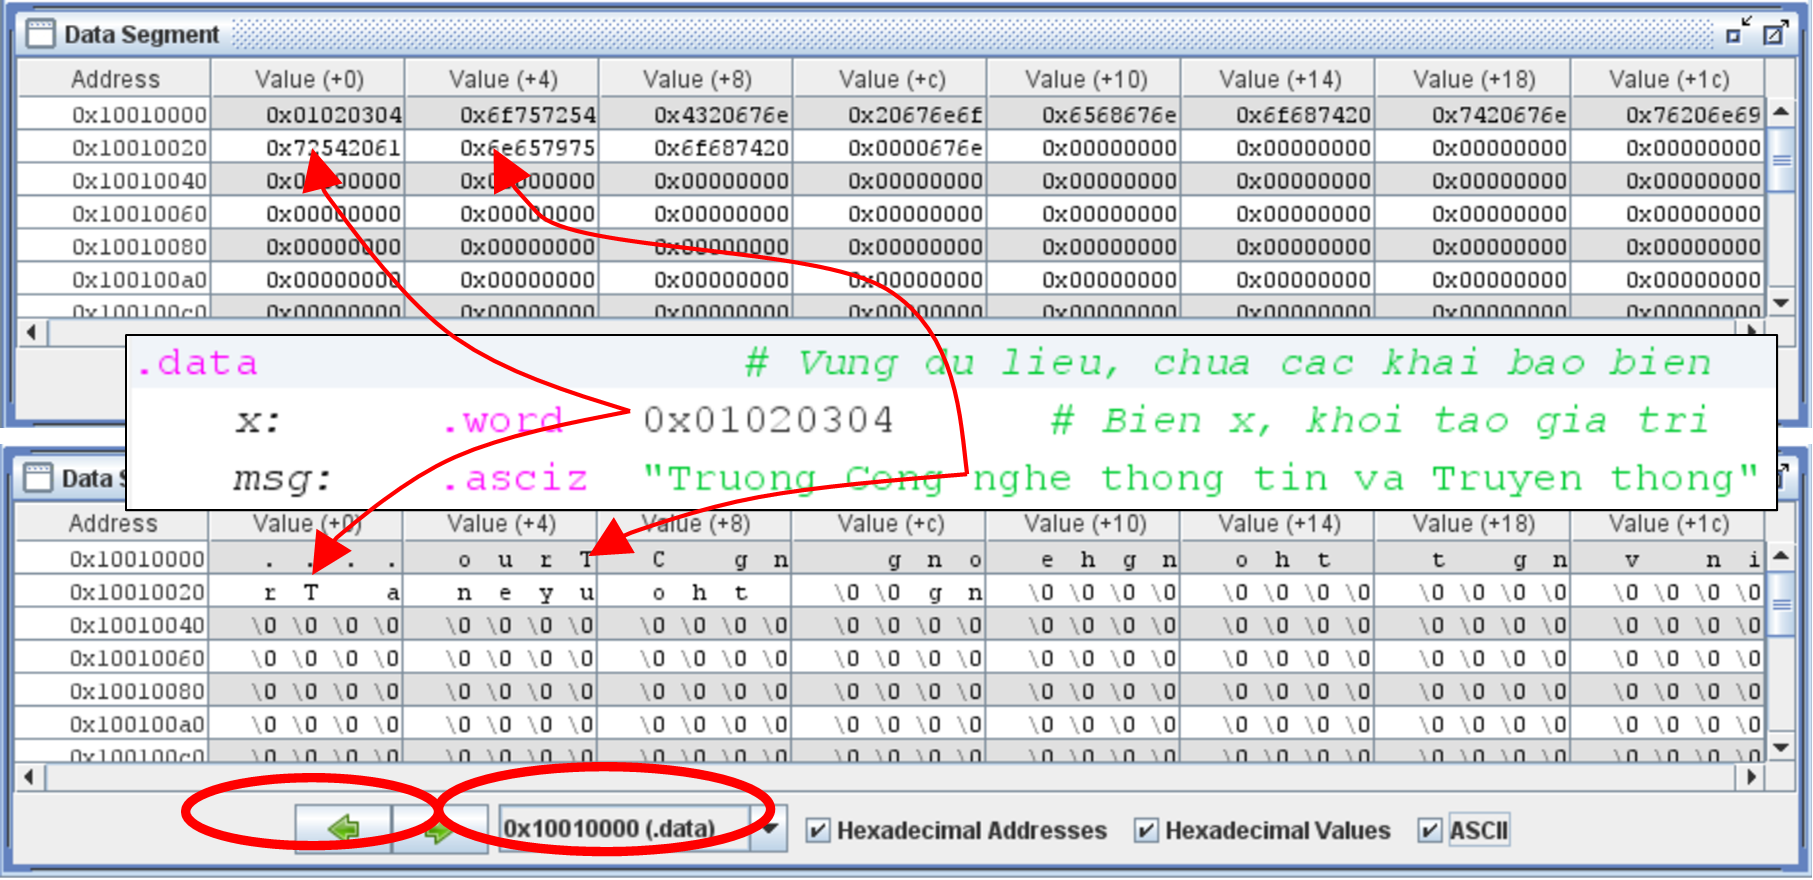 Data Segment
Address Value (+0) Value (+4) Value (+8) Value (+c) Value (+10) Value (+14) Value (+18) Value (+1c)
0x10010000 0x01020304 0x6f757254 0x4320676e 0x20676e6f 0x6568676e 0x6f687420 0x7420676e 0x76206e69
0x10010020 0x72542061 0x6e657975 0x6f687420 0x0000676e 0x00000000 0x00000000 0x00000000 0x00000000
0x10010040 0x00000000 0x00000000 0x00000000 0x00000000 0x00000000 0x00000000 0x00000000 0x00000000
0x10010060 0x00000000 0x00000000 0x00000000 0x00000000 0x00000000 0x00000000 0x00000000 0x00000000
0x10010080 0x00000000 0x00000000 0x00000000 0x00000000 0x00000000 0x00000000 0x00000000 0x00000000
0x100100a0 0x00000000 0x00000000 0x00000000 0x00000000 0x00000000 0x00000000 0x00000000 0x00000000
0x100100c0 0x00000000 0x00000000 0x00000000 0x00000000 0x00000000 0x00000000 0x00000000 0x00000000
.data # Vung du lieu, chua cac khai bao bien
x: .word 0x01020304 # Bien x, khoi tao gia tri
msg: .asciz "Truong Cong nghe thong tin va Truyen thong"
Data S
Address Value (+0) Value (+4) Value (+8) Value (+c) Value (+10) Value (+14) Value (+18) Value (+1c)
0x10010000 . . . . o u r T C g n g n o e h g n o h t t g n v n i
0x10010020 r T a n e y u o h t \0 \0 g n \0 \0 \0 \0 \0 \0 \0 \0 \0 \0 \0 \0 \0 \0 \0 \0
0x10010040 \0 \0 \0 \0 \0 \0 \0 \0 \0 \0 \0 \0 \0 \0 \0 \0 \0 \0 \0 \0 \0 \0 \0 \0 \0 \0 \0 \0 \0 \0 \0 \0
0x10010060 \0 \0 \0 \0 \0 \0 \0 \0 \0 \0 \0 \0 \0 \0 \0 \0 \0 \0 \0 \0 \0 \0 \0 \0 \0 \0 \0 \0 \0 \0 \0 \0
0x10010080 \0 \0 \0 \0 \0 \0 \0 \0 \0 \0 \0 \0 \0 \0 \0 \0 \0 \0 \0 \0 \0 \0 \0 \0 \0 \0 \0 \0 \0 \0 \0 \0
0x100100a0 \0 \0 \0 \0 \0 \0 \0 \0 \0 \0 \0 \0 \0 \0 \0 \0 \0 \0 \0 \0 \0 \0 \0 \0 \0 \0 \0 \0 \0 \0 \0 \0
0x100100c0 \0 \0 \0 \0 \0 \0 \0 \0 \0 \0 \0 \0 \0 \0 \0 \0 \0 \0 \0 \0 \0 \0 \0 \0 \0 \0 \0 \0 \0 \0 \0 \0
0x10010000 (.data) Hexadecimal Addresses Hexadecimal Values ASCII